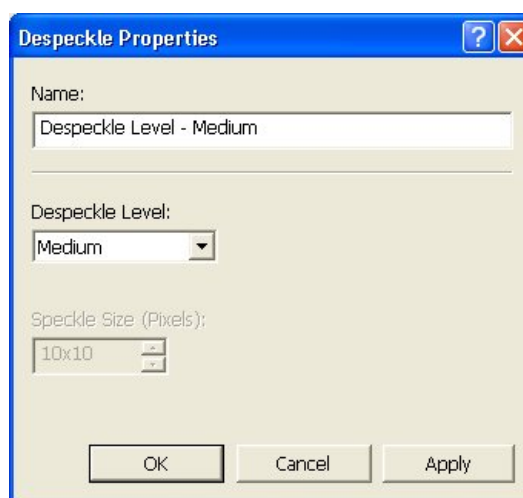 Despeckle Properties
?
Name:
Despeckle Level - Medium
Despeckle Level:
Medium
Speckle Size (Pixels):
10x10
OK Cancel Apply